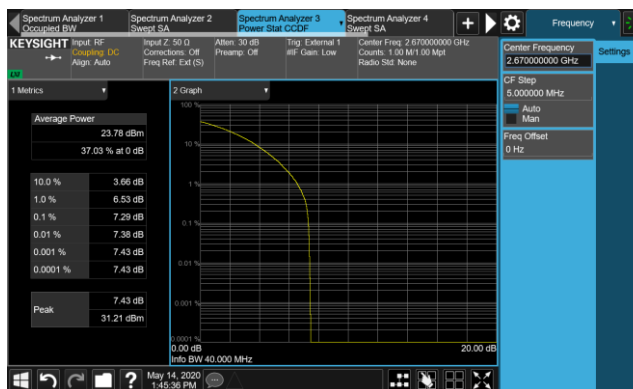 Spectrum Analyzer 1
Occupied BW
Spectrum Analyzer 2
Swept SA
Spectrum Analyzer 3
Power Stat CCDF
Spectrum Analyzer 4
Swept SA
Frequency
KEYSIGHT
Input: RF
Coupling: DC
Align: Auto
Input Z: 50 Ω
Corrections: Off
Freq Ref: Ext (S)
Atten: 30 dB
Preamp: Off
Trig: External 1
#IF Gain: Low
Center Freq: 2.670000000 GHz
Counts: 1.00 M/1.00 Mpt
Radio Std: None
Center Frequency
2.670000000 GHz
Settings
CF Step
5.000000 MHz
Auto
Man
Freq Offset
0 Hz
1 Metrics
Average Power
23.78 dBm
37.03 % at 0 dB
10.0 % 3.66 dB
1.0 % 6.53 dB
0.1 % 7.29 dB
0.01 % 7.38 dB
0.001 % 7.43 dB
0.0001 % 7.43 dB
Peak
7.43 dB
31.21 dBm
2 Graph
100 %
10 %
1 %
0.1 %
0.01 %
0.001 %
0.0001 %
0.00 dB
20.00 dB
Info BW 40.000 MHz
May 14, 2020
1:45:36 PM